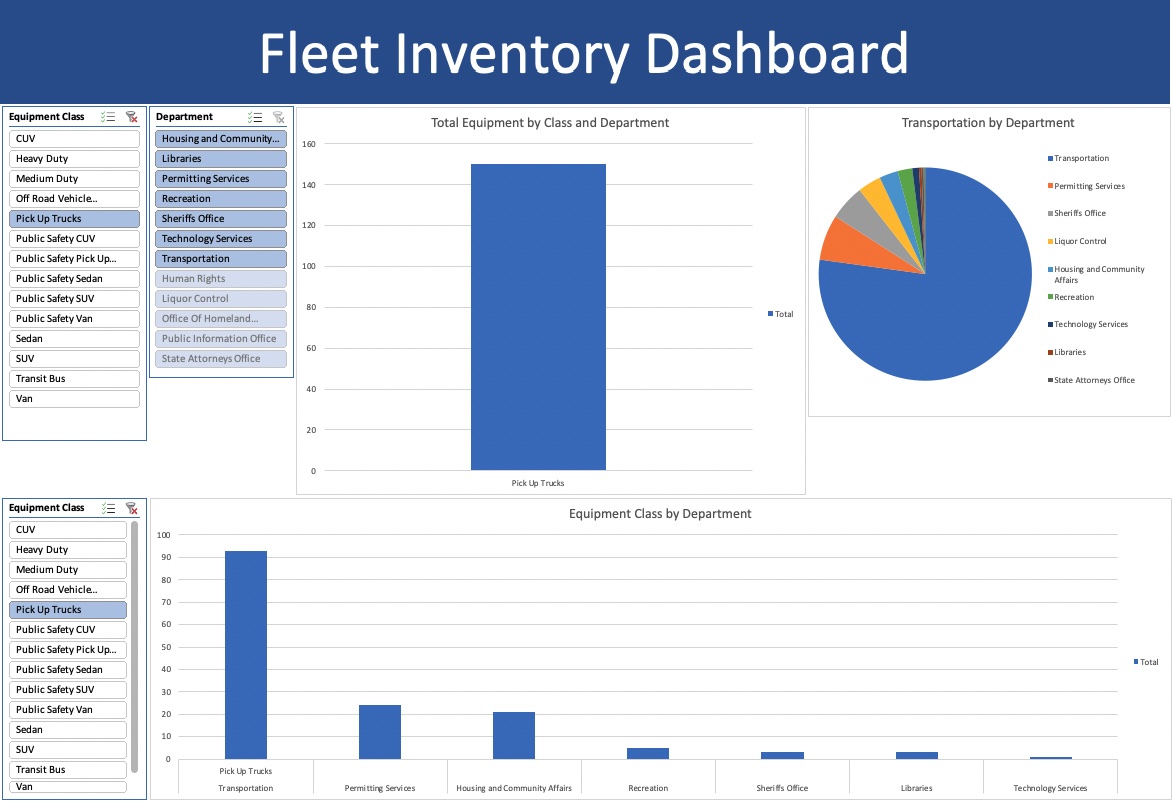 Fleet Inventory Dashboard
Equipment Class
CUV
Heavy Duty
Medium Duty
Off Road Vehicle...
Pick Up Trucks
Public Safety CUV
Public Safety Pick Up...
Public Safety Sedan
Public Safety SUV
Public Safety Van
Sedan
SUV
Transit Bus
Van
Department
Housing and Community...
Libraries
Permitting Services
Recreation
Sheriffs Office
Technology Services
Transportation
Human Rights
Liquor Control
Office Of Homeland...
Public Information Office
State Attorneys Office
Total Equipment by Class and Department
160
140
120
100
80
60
40
20
0
Pick Up Trucks
Total
Transportation by Department
Transportation
Permitting Services
Sheriffs Office
Liquor Control
Housing and Community
Affairs
Recreation
Technology Services
Libraries
State Attorneys Office
Equipment Class
CUV
Heavy Duty
Medium Duty
Off Road Vehicle...
Pick Up Trucks
Public Safety CUV
Public Safety Pick Up...
Public Safety Sedan
Public Safety SUV
Public Safety Van
Sedan
SUV
Transit Bus
Van
Equipment Class by Department
100
90
80
70
60
50
40
30
20
10
0
Pick Up Trucks
Transportation Permitting Services Housing and Community Affairs Recreation Sheriffs Office Libraries Technology Services
Total